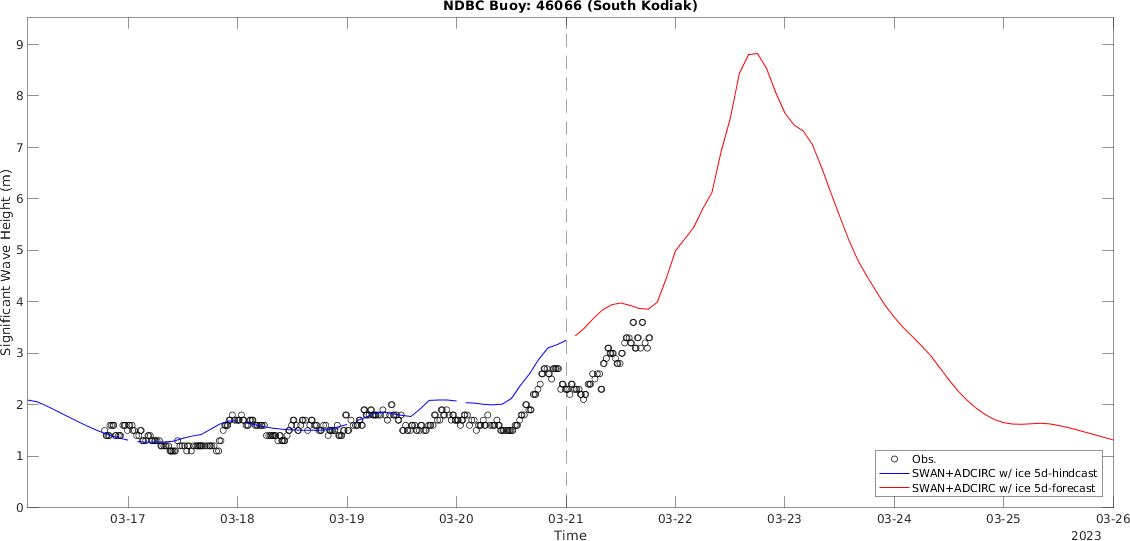 NDBC Buoy: 46066 (South Kodiak)
Significant Wave Height (m)
9
8
7
6
5
4
3
2
1
0
Obs.
SWAN+ADCIRC w/ ice 5d-hindcast
SWAN+ADCIRC w/ ice 5d-forecast
03-17 03-18 03-19 03-20 03-21 03-22 03-23 03-24 03-25 03-26
Time
2023